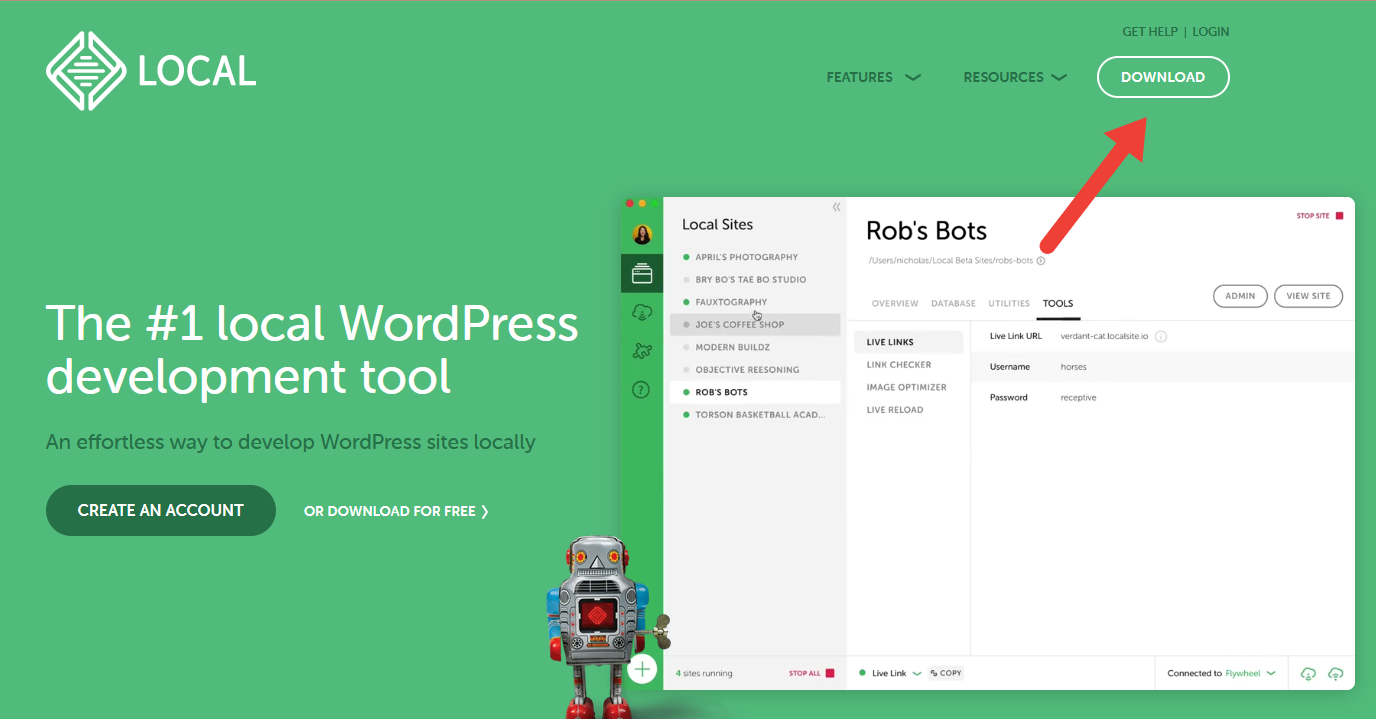 GET HELP | LOGIN
LOCAL
FEATURES
RESOURCES
DOWNLOAD
The #1 local WordPress
development tool
An effortless way to develop WordPress sites locally
CREATE AN ACCOUNT
OR DOWNLOAD FOR FREE ❯
Local Sites
APRIL'S PHOTOGRAPHY
BRY BO'S TAE BO STUDIO
FAUXTOGRAPHY
JOE'S COFFEE SHOP
MODERN BUILDZ
OBJECTIVE REESONING
ROB'S BOTS
TORSON BASKETBALL ACAD...
4 sites running
STOP ALL
Rob's Bots
STOP SITE
/Users/nicholas/Local Beta Sites/robs-bots
OVERVIEW DATABASE UTILITIES TOOLS
ADMIN
VIEW SITE
LIVE LINKS
LINK CHECKER
IMAGE OPTIMIZER
LIVE RELOAD
Live Link URL verdant-cat.localsite.io
Username horses
Password receptive
Live Link
COPY
Connected to Flywheel